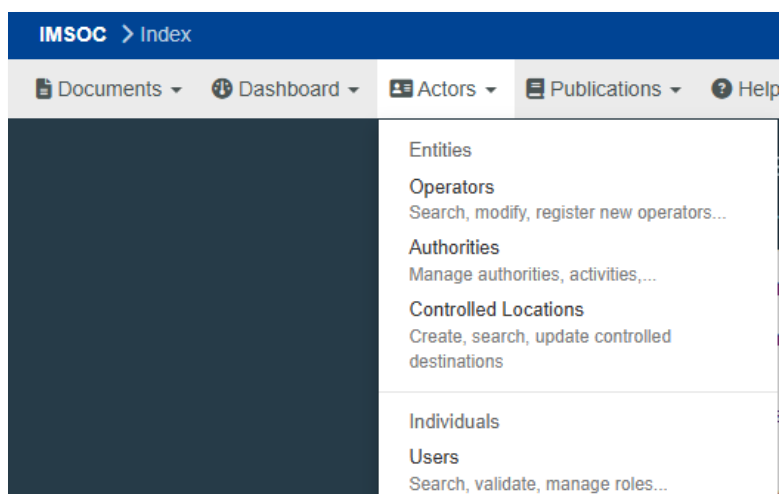 IMSOC > Index
Documents Dashboard Actors Publications Help
Entities
Operators
Search, modify, register new operators...
Authorities
Manage authorities, activities,...
Controlled Locations
Create, search, update controlled
destinations
Individuals
Users
Search, validate, manage roles...